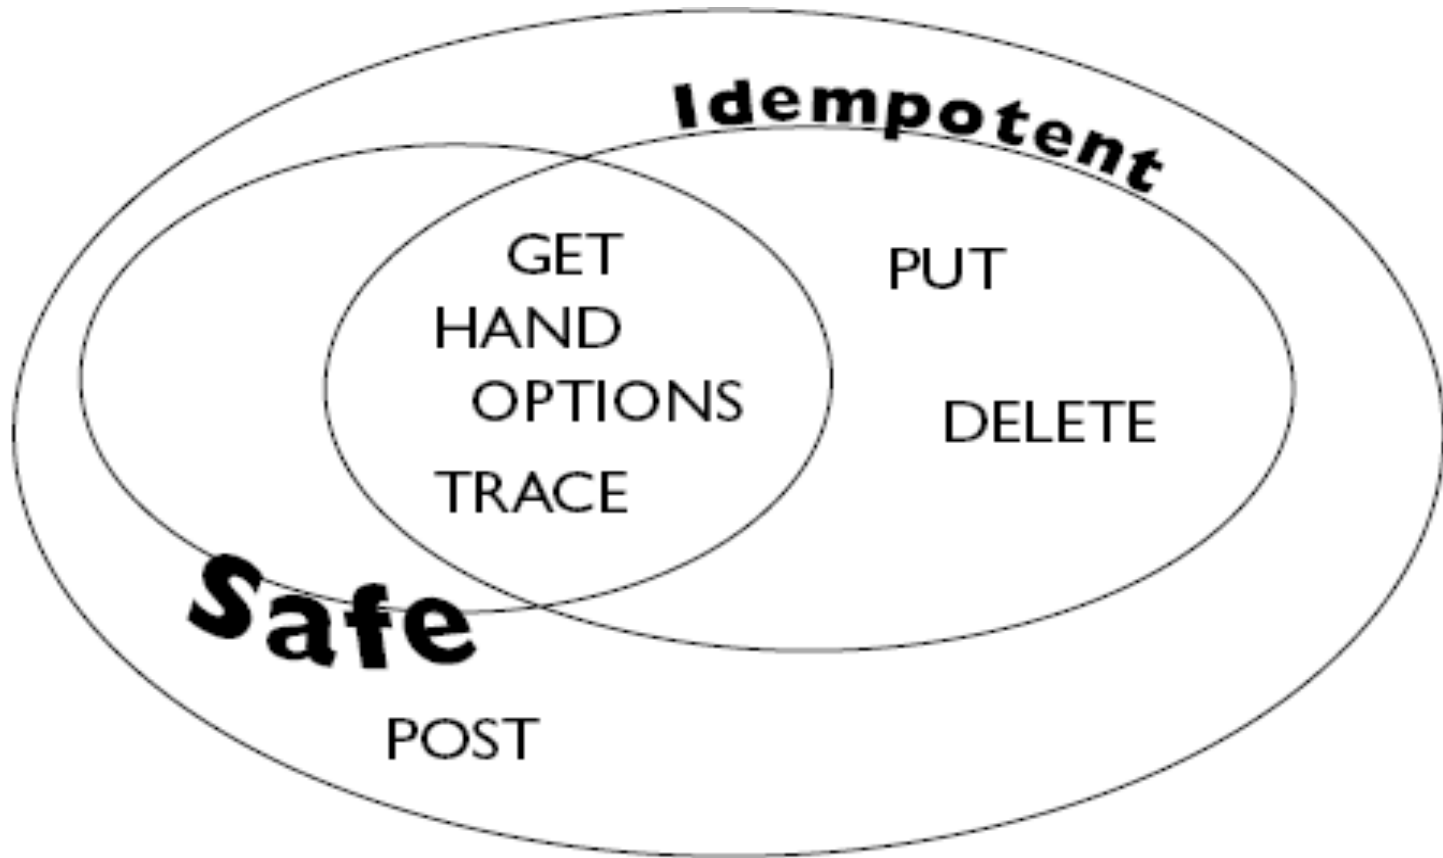 Idempotent
GET
PUT
HAND
OPTIONS
DELETE
TRACE
Safe
POST